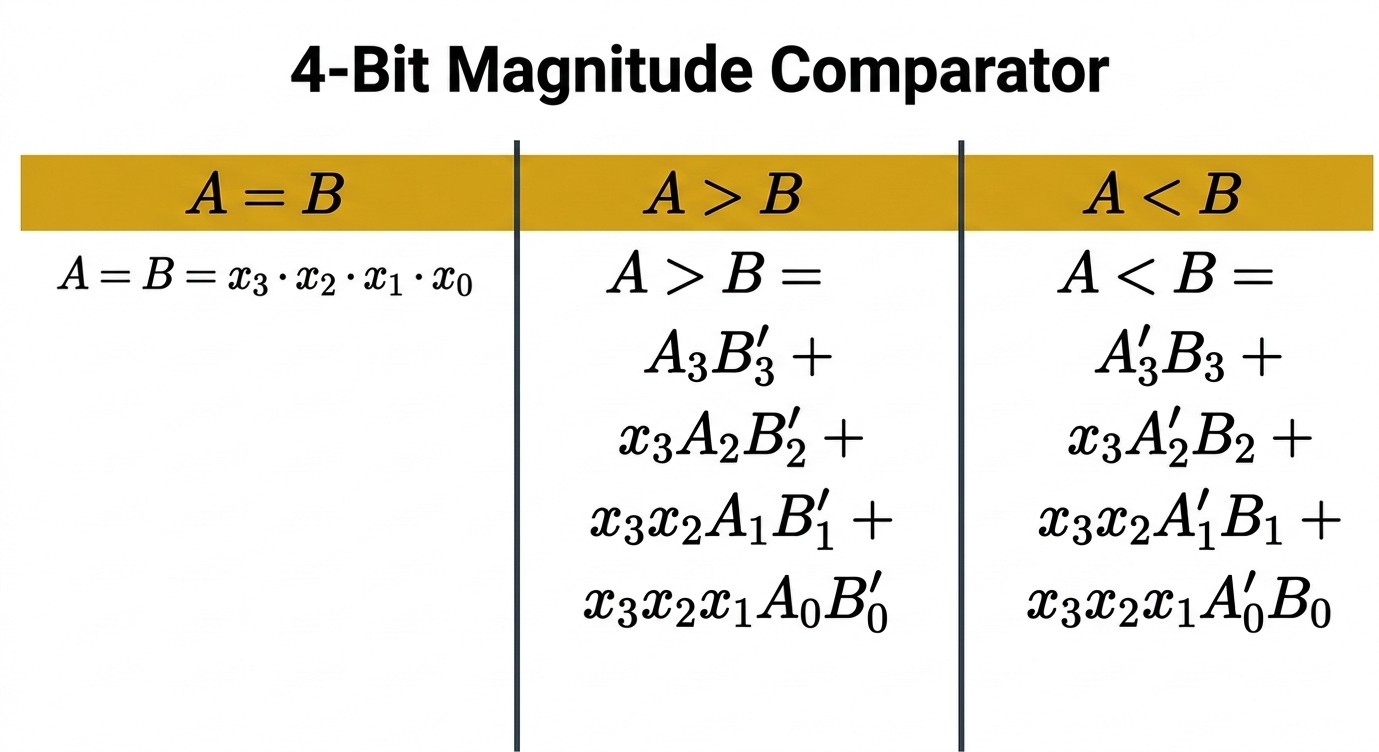 4-Bit Magnitude Comparator
A = B
A = B = x₃ · x₂ · x₁ · x₀
A > B
A > B =
A₃B₃′ +
x₃A₂B₂′ +
x₃x₂A₁B₁′ +
x₃x₂x₁A₀B₀′
A < B
A < B =
A₃′B₃ +
x₃A₂′B₂ +
x₃x₂A₁′B₁ +
x₃x₂x₁A₀′B₀